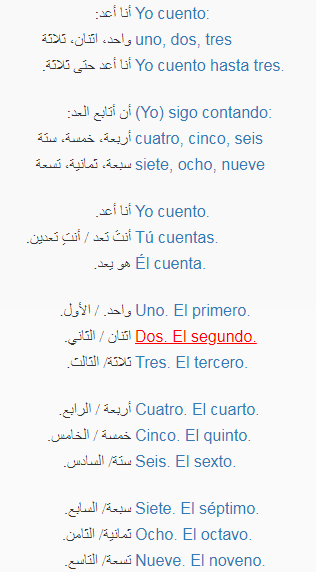 أنا أعد: Yo cuento:
واحد، اثنان، ثلاثة uno, dos, tres
أنا أعد حتى ثلاثة. Yo cuento hasta tres.
أن أتابع العد: (Yo) sigo contando:
أربعة، خمسة، ستة cuatro, cinco, seis
سبعة، ثمانية، تسعة siete, ocho, nueve
أنا أعد. Yo cuento.
أنتَ تعد / أنتِ تعدين. Tú cuentas.
هو يعد. Él cuenta.
واحد. / الأول. Uno. El primero.
اثنان / الثاني. Dos. El segundo.
ثلاثة/ الثالث. Tres. El tercero.
أربعة / الرابع. Cuatro. El cuarto.
خمسة / الخامس. Cinco. El quinto.
ستة/ السادس. Seis. El sexto.
سبعة/ السابع. Siete. El séptimo.
ثمانية/ الثامن. Ocho. El octavo.
تسعة/ التاسع. Nueve. El noveno.